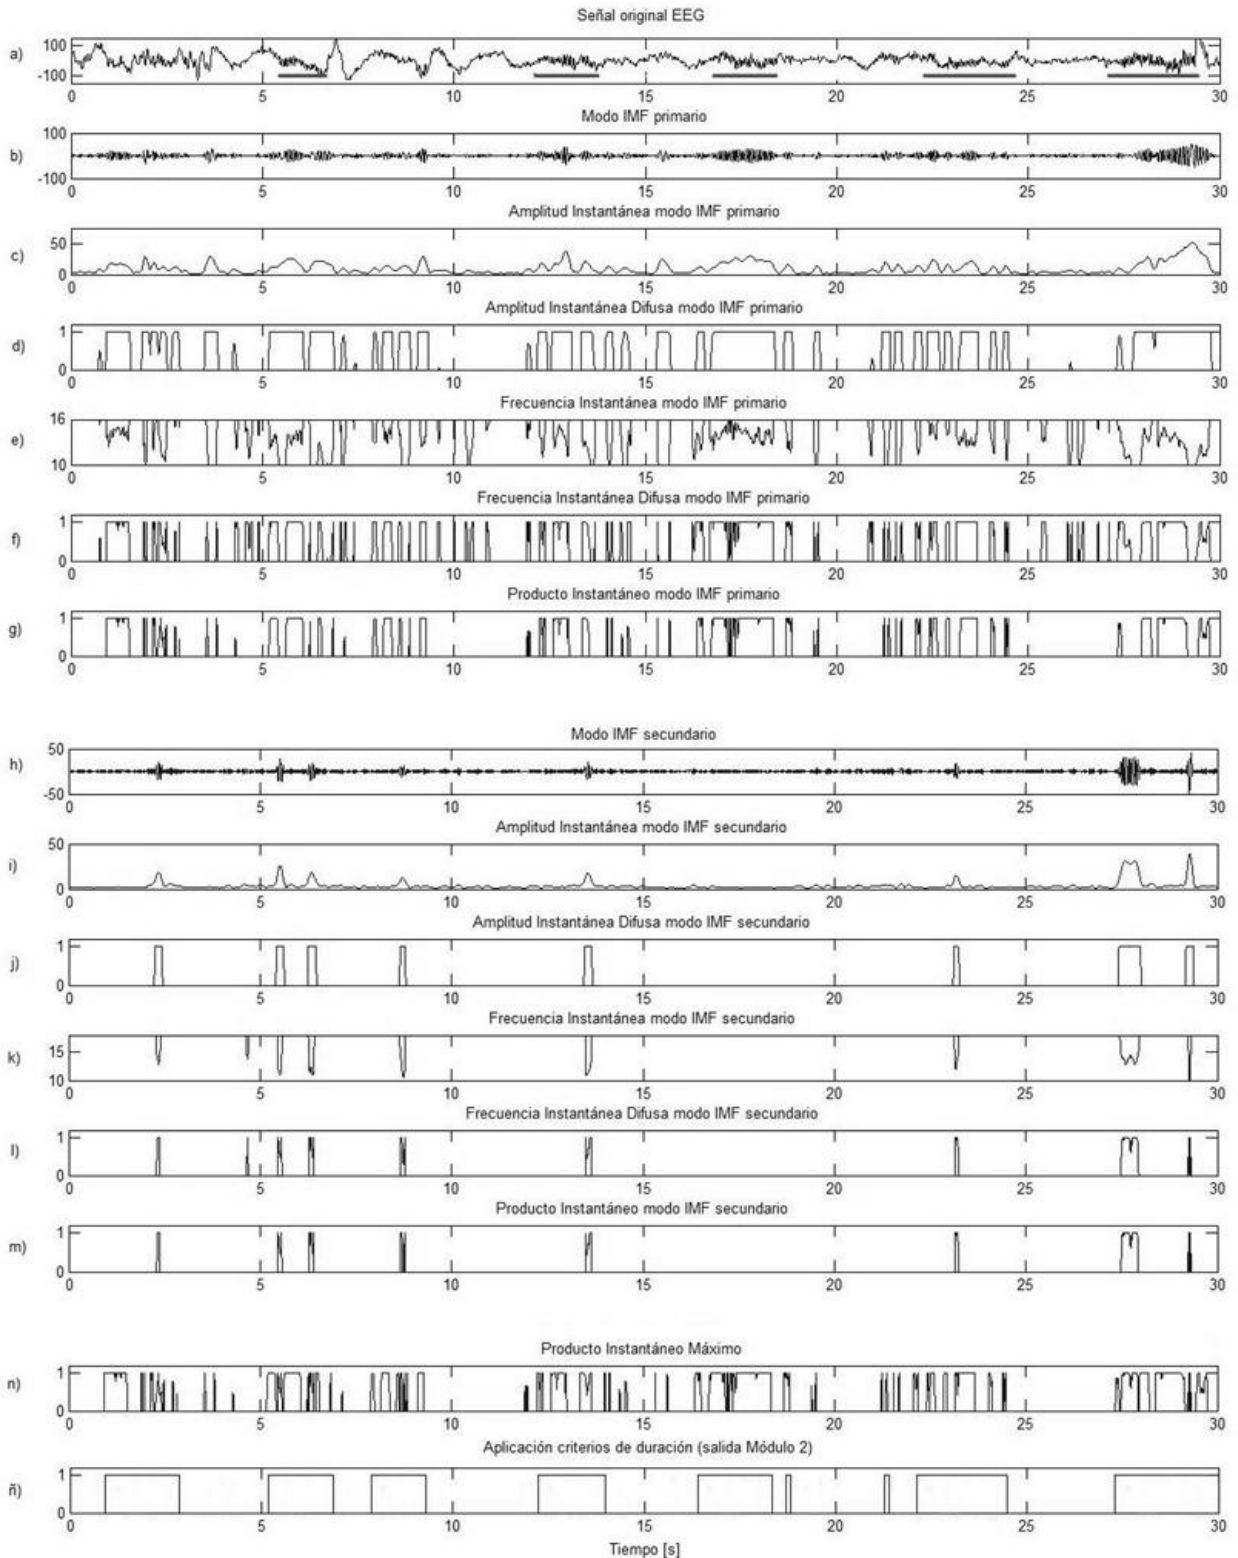 Señal original EEG
a)
100
-100
0 5 10 15 20 25 30
Modo IMF primario
b)
100
-100
0 5 10 15 20 25 30
Amplitud Instantánea modo IMF primario
c)
50
0
0 5 10 15 20 25 30
Amplitud Instantánea Difusa modo IMF primario
d)
1
0
0 5 10 15 20 25 30
Frecuencia Instantánea modo IMF primario
e)
16
10
0 5 10 15 20 25 30
Frecuencia Instantánea Difusa modo IMF primario
f)
1
0
0 5 10 15 20 25 30
Producto Instantáneo modo IMF primario
g)
1
0
0 5 10 15 20 25 30
Modo IMF secundario
h)
50
-50
0 5 10 15 20 25 30
Amplitud Instantánea modo IMF secundario
i)
50
0
0 5 10 15 20 25 30
Amplitud Instantánea Difusa modo IMF secundario
j)
1
0
0 5 10 15 20 25 30
Frecuencia Instantánea modo IMF secundario
k)
15
10
0 5 10 15 20 25 30
Frecuencia Instantánea Difusa modo IMF secundario
l)
1
0
0 5 10 15 20 25 30
Producto Instantáneo modo IMF secundario
m)
1
0
0 5 10 15 20 25 30
Producto Instantáneo Máximo
n)
1
0
0 5 10 15 20 25 30
Aplicación criterios de duración (salida Módulo 2)
ñ)
1
0
0 5 10 15 20 25 30
Tiempo [s]